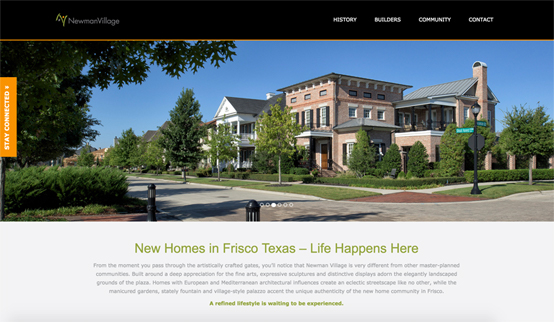 NewmanVillage
HISTORY BUILDERS COMMUNITY CONTACT
STAY CONNECTED
New Homes in Frisco Texas – Life Happens Here
From the moment you pass through the artistically crafted gates, you'll notice that Newman Village is very different from other master-planned
communities. Built around a deep appreciation for the fine arts, expressive sculptures and distinctive displays adorn the elegantly landscaped
grounds of the plaza. Homes with European and Mediterranean architectural influences create an eclectic streetscape like no other, while the
manicured gardens, stately fountain and village-style palazzo accent the unique authenticity of the new home community in Frisco.
A refined lifestyle is waiting to be experienced.